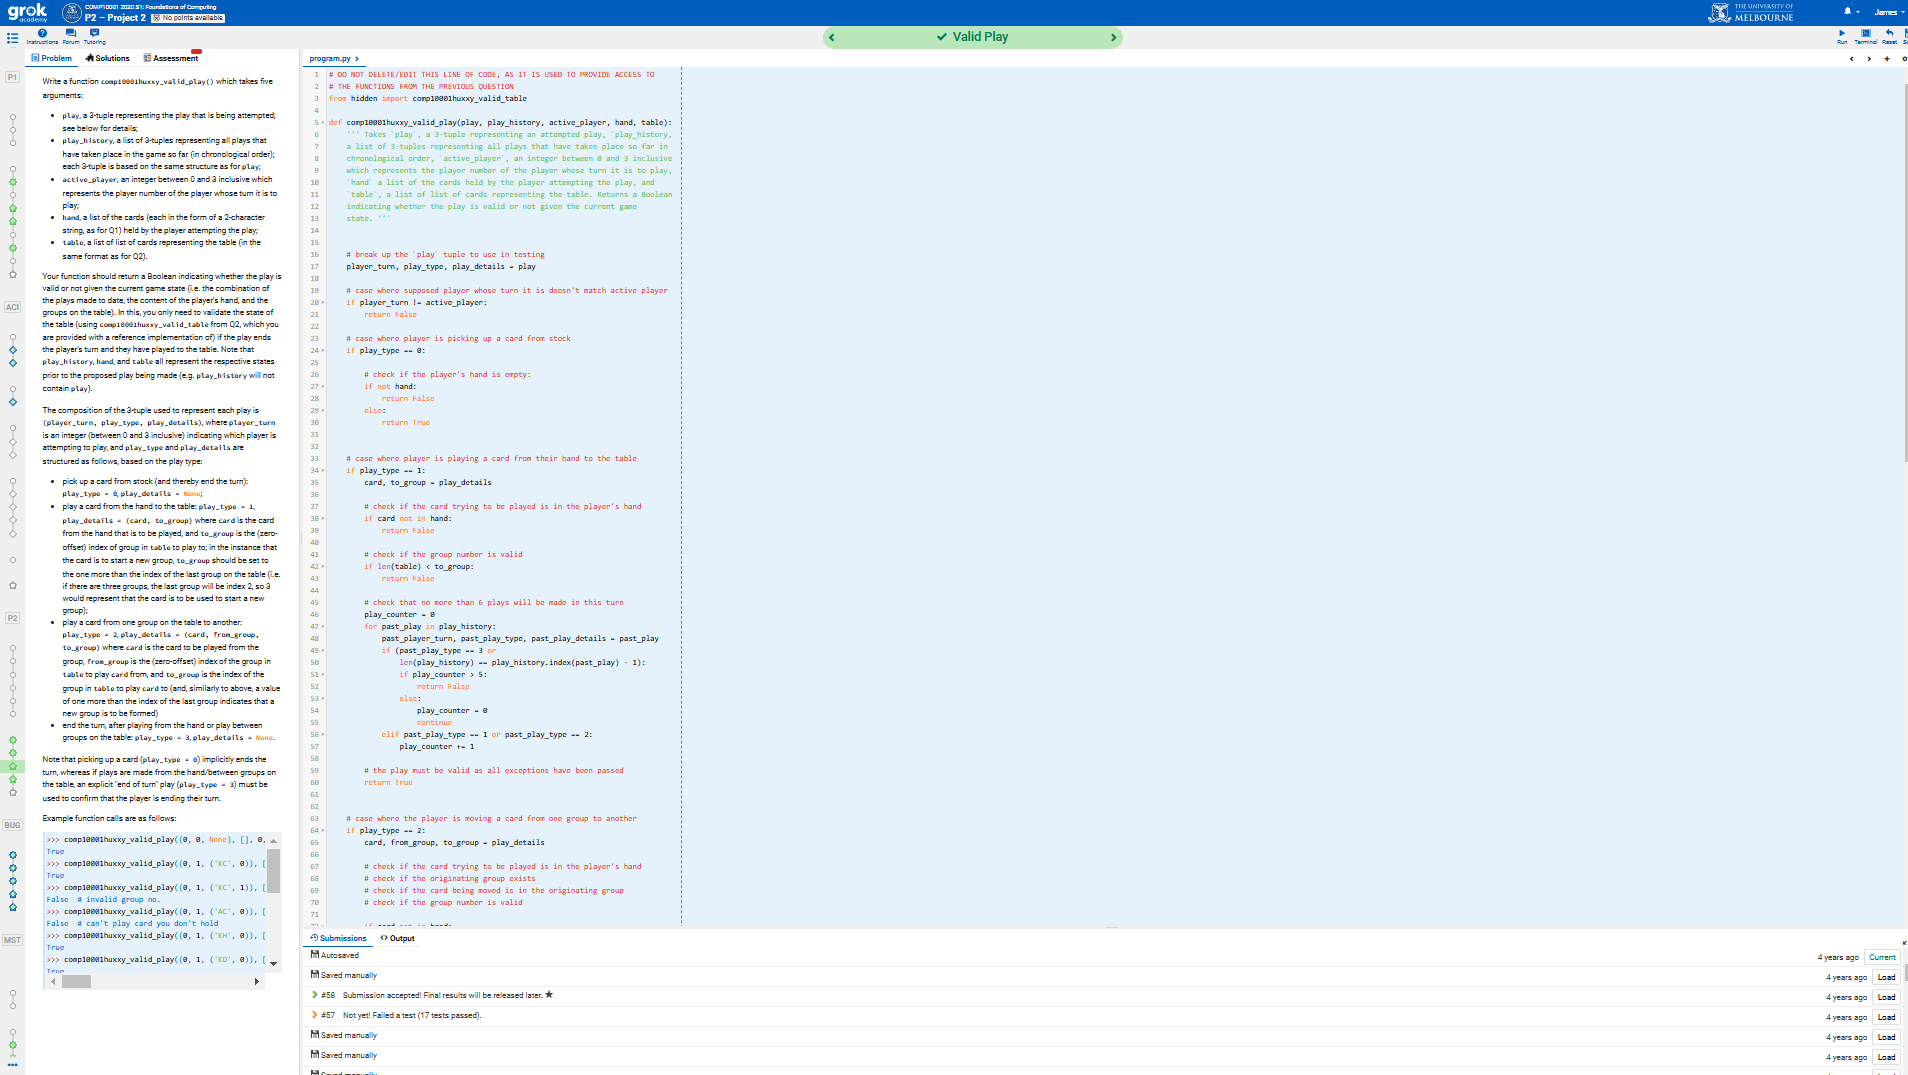 grok
academy
COMP10001 2020 S1: Foundations of Computing
P2 – Project 2
No points available
THE UNIVERSITY OF
MELBOURNE
James
Instructions
Forum
Tutoring
Valid Play
Run
Terminal
Reset
Problem
Solutions
Assessment
P1
ACI
P2
BUG
MST
Write a function comp10001huxxy_valid_play() which takes five
arguments:
• play, a 3-tuple representing the play that is being attempted;
see below for details;
• play_history, a list of 3-tuples representing all plays that
have taken place in the game so far (in chronological order);
each 3-tuple is based on the same structure as for play;
• active_player, an integer between 0 and 3 inclusive which
represents the player number of the player whose turn it is to
play;
• hand, a list of the cards (each in the form of a 2-character
string, as for Q1) held by the player attempting the play;
• table, a list of list of cards representing the table (in the
same format as for Q2).
Your function should return a Boolean indicating whether the play is
valid or not given the current game state (i.e. the combination of
the plays made to date, the content of the player's hand, and the
groups on the table). In this, you only need to validate the state of
the table (using comp10001huxxy_valid_table from Q2, which you
are provided with a reference implementation of) if the play ends
the player's turn and they have played to the table. Note that
play_history, hand, and table all represent the respective states
prior to the proposed play being made (e.g. play_history will not
contain play).
The composition of the 3-tuple used to represent each play is
(player_turn, play_type, play_details), where player_turn
is an integer (between 0 and 3 inclusive) indicating which player is
attempting to play, and play_type and play_details are
structured as follows, based on the play type:
• pick up a card from stock (and thereby end the turn):
play_type = 0, play_details = None;
• play a card from the hand to the table: play_type = 1,
play_details = (card, to_group) where card is the card
from the hand that is to be played, and to_group is the (zero-
offset) index of group in table to play to; in the instance that
the card is to start a new group, to_group should be set to
the one more than the index of the last group on the table (i.e.
if there are three groups, the last group will be index 2, so 3
would represent that the card is to be used to start a new
group);
• play a card from one group on the table to another:
play_type = 2, play_details = (card, from_group,
to_group) where card is the card to be played from the
group, from_group is the (zero-offset) index of the group in
table to play card from, and to_group is the index of the
group in table to play card to (and, similarly to above, a value
of one more than the index of the last group indicates that a
new group is to be formed)
• end the turn, after playing from the hand or play between
groups on the table: play_type = 3, play_details = None.
Note that picking up a card (play_type = 0) implicitly ends the
turn, whereas if plays are made from the hand/between groups on
the table, an explicit 'end of turn' play (play_type = 3) must be
used to confirm that the player is ending their turn.
Example function calls are as follows:
>>> comp10001huxxy_valid_play((0, 0, None), [], 0,
True
>>> comp10001huxxy_valid_play((0, 1, ('KC', 0)), [
True
>>> comp10001huxxy_valid_play((0, 1, ('KC', 1)), [
False # invalid group no.
>>> comp10001huxxy_valid_play((0, 1, ('AC', 0)), [
False # can't play card you don't hold
>>> comp10001huxxy_valid_play((0, 1, ('KH', 0)), [
True
>>> comp10001huxxy_valid_play((0, 1, ('KD', 0)), [
True
program.py
1 # DO NOT DELETE/EDIT THIS LINE OF CODE, AS IT IS USED TO PROVIDE ACCESS TO
2 # THE FUNCTIONS FROM THE PREVIOUS QUESTION
3 from hidden import comp10001huxxy_valid_table
4
5 def comp10001huxxy_valid_play(play, play_history, active_player, hand, table):
6 ''' Takes `play`, a 3-tuple representing an attempted play, `play_history,
7 a list of 3-tuples representing all plays that have taken place so far in
8 chronological order, `active_player`, an integer between 0 and 3 inclusive
9 which represents the player number of the player whose turn it is to play,
10 `hand` a list of the cards held by the player attempting the play, and
11 `table`, a list of list of cards representing the table. Returns a Boolean
12 indicating whether the play is valid or not given the current game
13 state. '''
14
15
16 # break up the `play` tuple to use in testing
17 player_turn, play_type, play_details = play
18
19 # case where supposed player whose turn it is doesn't match active player
20 if player_turn != active_player:
21 return False
22
23 # case where player is picking up a card from stock
24 if play_type == 0:
25
26 # check if the player's hand is empty:
27 if not hand:
28 return False
29 else:
30 return True
31
32
33 # case where player is playing a card from their hand to the table
34 if play_type == 1:
35 card, to_group = play_details
36
37 # check if the card trying to be played is in the player's hand
38 if card not in hand:
39 return False
40
41 # check if the group number is valid
42 if len(table) < to_group:
43 return False
44
45 # check that no more than 6 plays will be made in this turn
46 play_counter = 0
47 for past_play in play_history:
48 past_player_turn, past_play_type, past_play_details = past_play
49 if (past_play_type == 3 or
50 len(play_history) == play_history.index(past_play) - 1):
51 if play_counter > 5:
52 return False
53 else:
54 play_counter = 0
55 continue
56 elif past_play_type == 1 or past_play_type == 2:
57 play_counter += 1
58
59 # the play must be valid as all exceptions have been passed
60 return True
61
62
63 # case where the player is moving a card from one group to another
64 if play_type == 2:
65 card, from_group, to_group = play_details
66
67 # check if the card trying to be played is in the player's hand
68 # check if the originating group exists
69 # check if the card being moved is in the originating group
70 # check if the group number is valid
71
Submissions
Output
Autosaved
4 years ago Current
Saved manually
4 years ago Load
#58 Submission accepted! Final results will be released later. ★
4 years ago Load
#57 Not yet! Failed a test (17 tests passed).
4 years ago Load
Saved manually
4 years ago Load
Saved manually
4 years ago Load